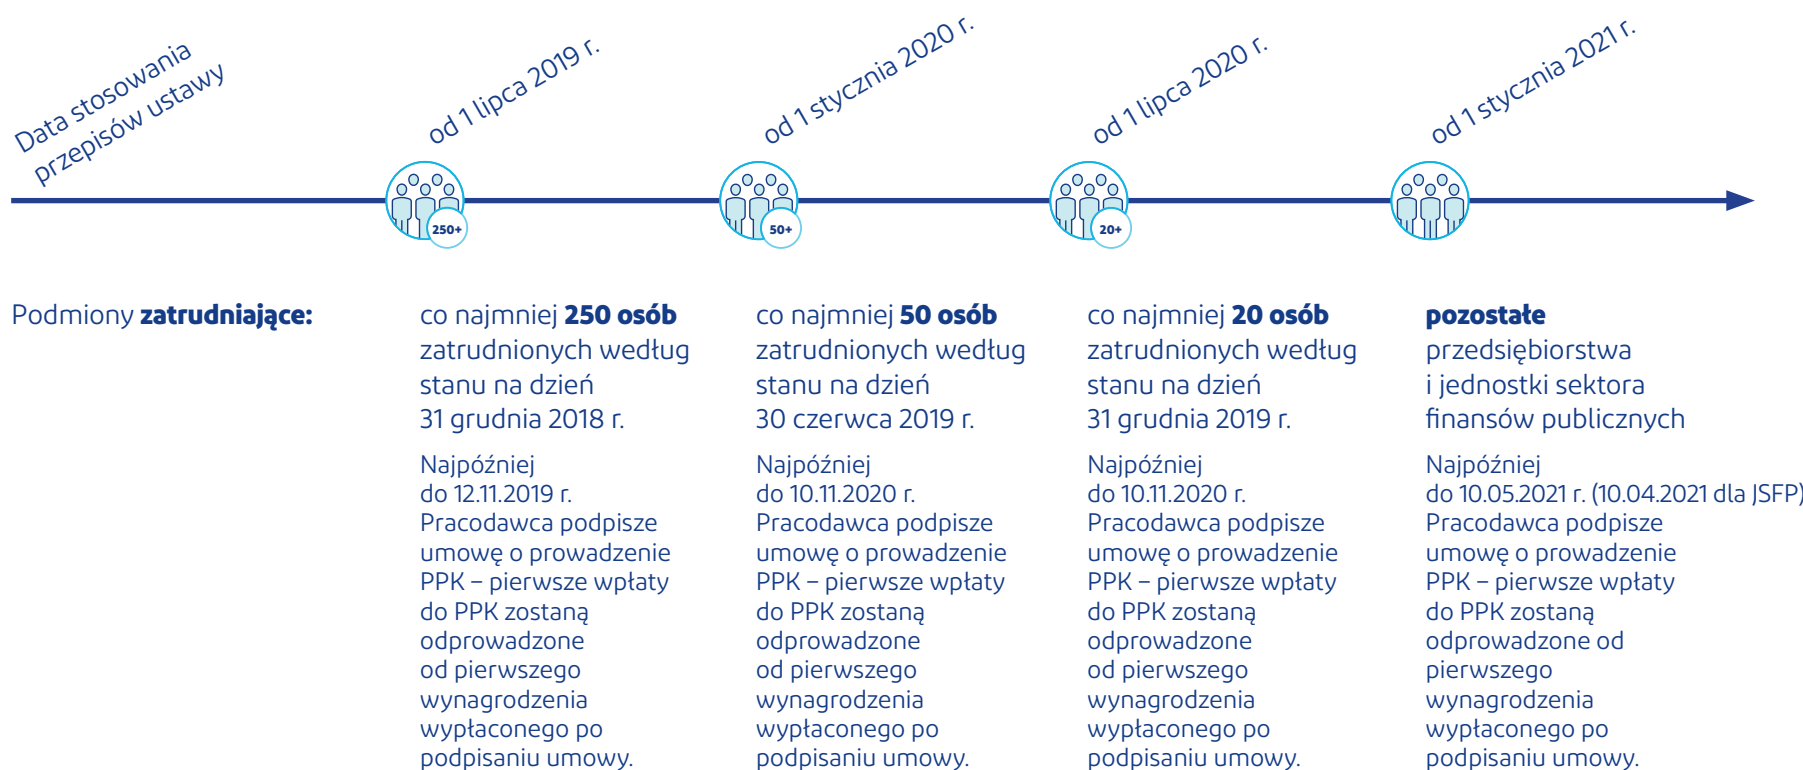 Data stosowania
przepisów ustawy
od 1 lipca 2019 r.
od 1 stycznia 2020 r.
od 1 lipca 2020 r.
od 1 stycznia 2021 r.
250+
50+
20+
Podmiony zatrudniające:
co najmniej 250 osób
zatrudnionych według
stanu na dzień
31 grudnia 2018 r.
Najpóźniej
do 12.11.2019 r.
Pracodawca podpisze
umowę o prowadzenie
PPK – pierwsze wpłaty
do PPK zostaną
odprowadzone
od pierwszego
wynagrodzenia
wypłaconego po
podpisaniu umowy.
co najmniej 50 osób
zatrudnionych według
stanu na dzień
30 czerwca 2019 r.
Najpóźniej
do 10.11.2020 r.
Pracodawca podpisze
umowę o prowadzenie
PPK – pierwsze wpłaty
do PPK zostaną
odprowadzone
od pierwszego
wynagrodzenia
wypłaconego po
podpisaniu umowy.
co najmniej 20 osób
zatrudnionych według
stanu na dzień
31 grudnia 2019 r.
Najpóźniej
do 10.11.2020 r.
Pracodawca podpisze
umowę o prowadzenie
PPK – pierwsze wpłaty
do PPK zostaną
odprowadzone
od pierwszego
wynagrodzenia
wypłaconego po
podpisaniu umowy.
pozostałe
przedsiębiorstwa
i jednostki sektora
finansów publicznych
Najpóźniej
do 10.05.2021 r. (10.04.2021 dla JSFP)
Pracodawca podpisze
umowę o prowadzenie
PPK – pierwsze wpłaty
do PPK zostaną
odprowadzone od
pierwszego
wynagrodzenia
wypłaconego po
podpisaniu umowy.